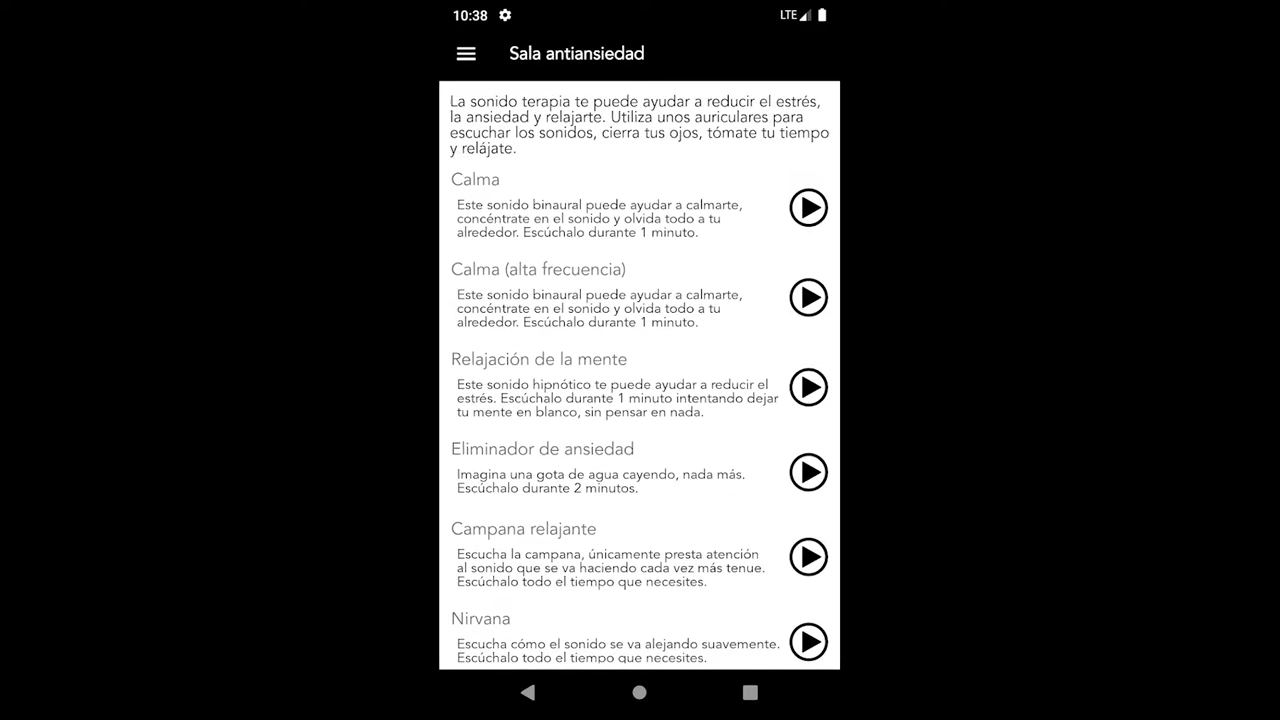 10:38
LTE
Sala antiansiedad
La sonido terapia te puede ayudar a reducir el estrés,
la ansiedad y relajarte. Utiliza unos auriculares para
escuchar los sonidos, cierra tus ojos, tómate tu tiempo
y relájate.
Calma
Este sonido binaural puede ayudar a calmarte,
concéntrate en el sonido y olvida todo a tu
alrededor. Escúchalo durante 1 minuto.
Calma (alta frecuencia)
Este sonido binaural puede ayudar a calmarte,
concéntrate en el sonido y olvida todo a tu
alrededor. Escúchalo durante 1 minuto.
Relajación de la mente
Este sonido hipnótico te puede ayudar a reducir el
estrés. Escúchalo durante 1 minuto intentando dejar
tu mente en blanco, sin pensar en nada.
Eliminador de ansiedad
Imagina una gota de agua cayendo, nada más.
Escúchalo durante 2 minutos.
Campana relajante
Escucha la campana, únicamente presta atención
al sonido que se va haciendo cada vez más tenue.
Escúchalo todo el tiempo que necesites.
Nirvana
Escucha cómo el sonido se va alejando suavemente.
Escúchalo todo el tiempo que necesites.